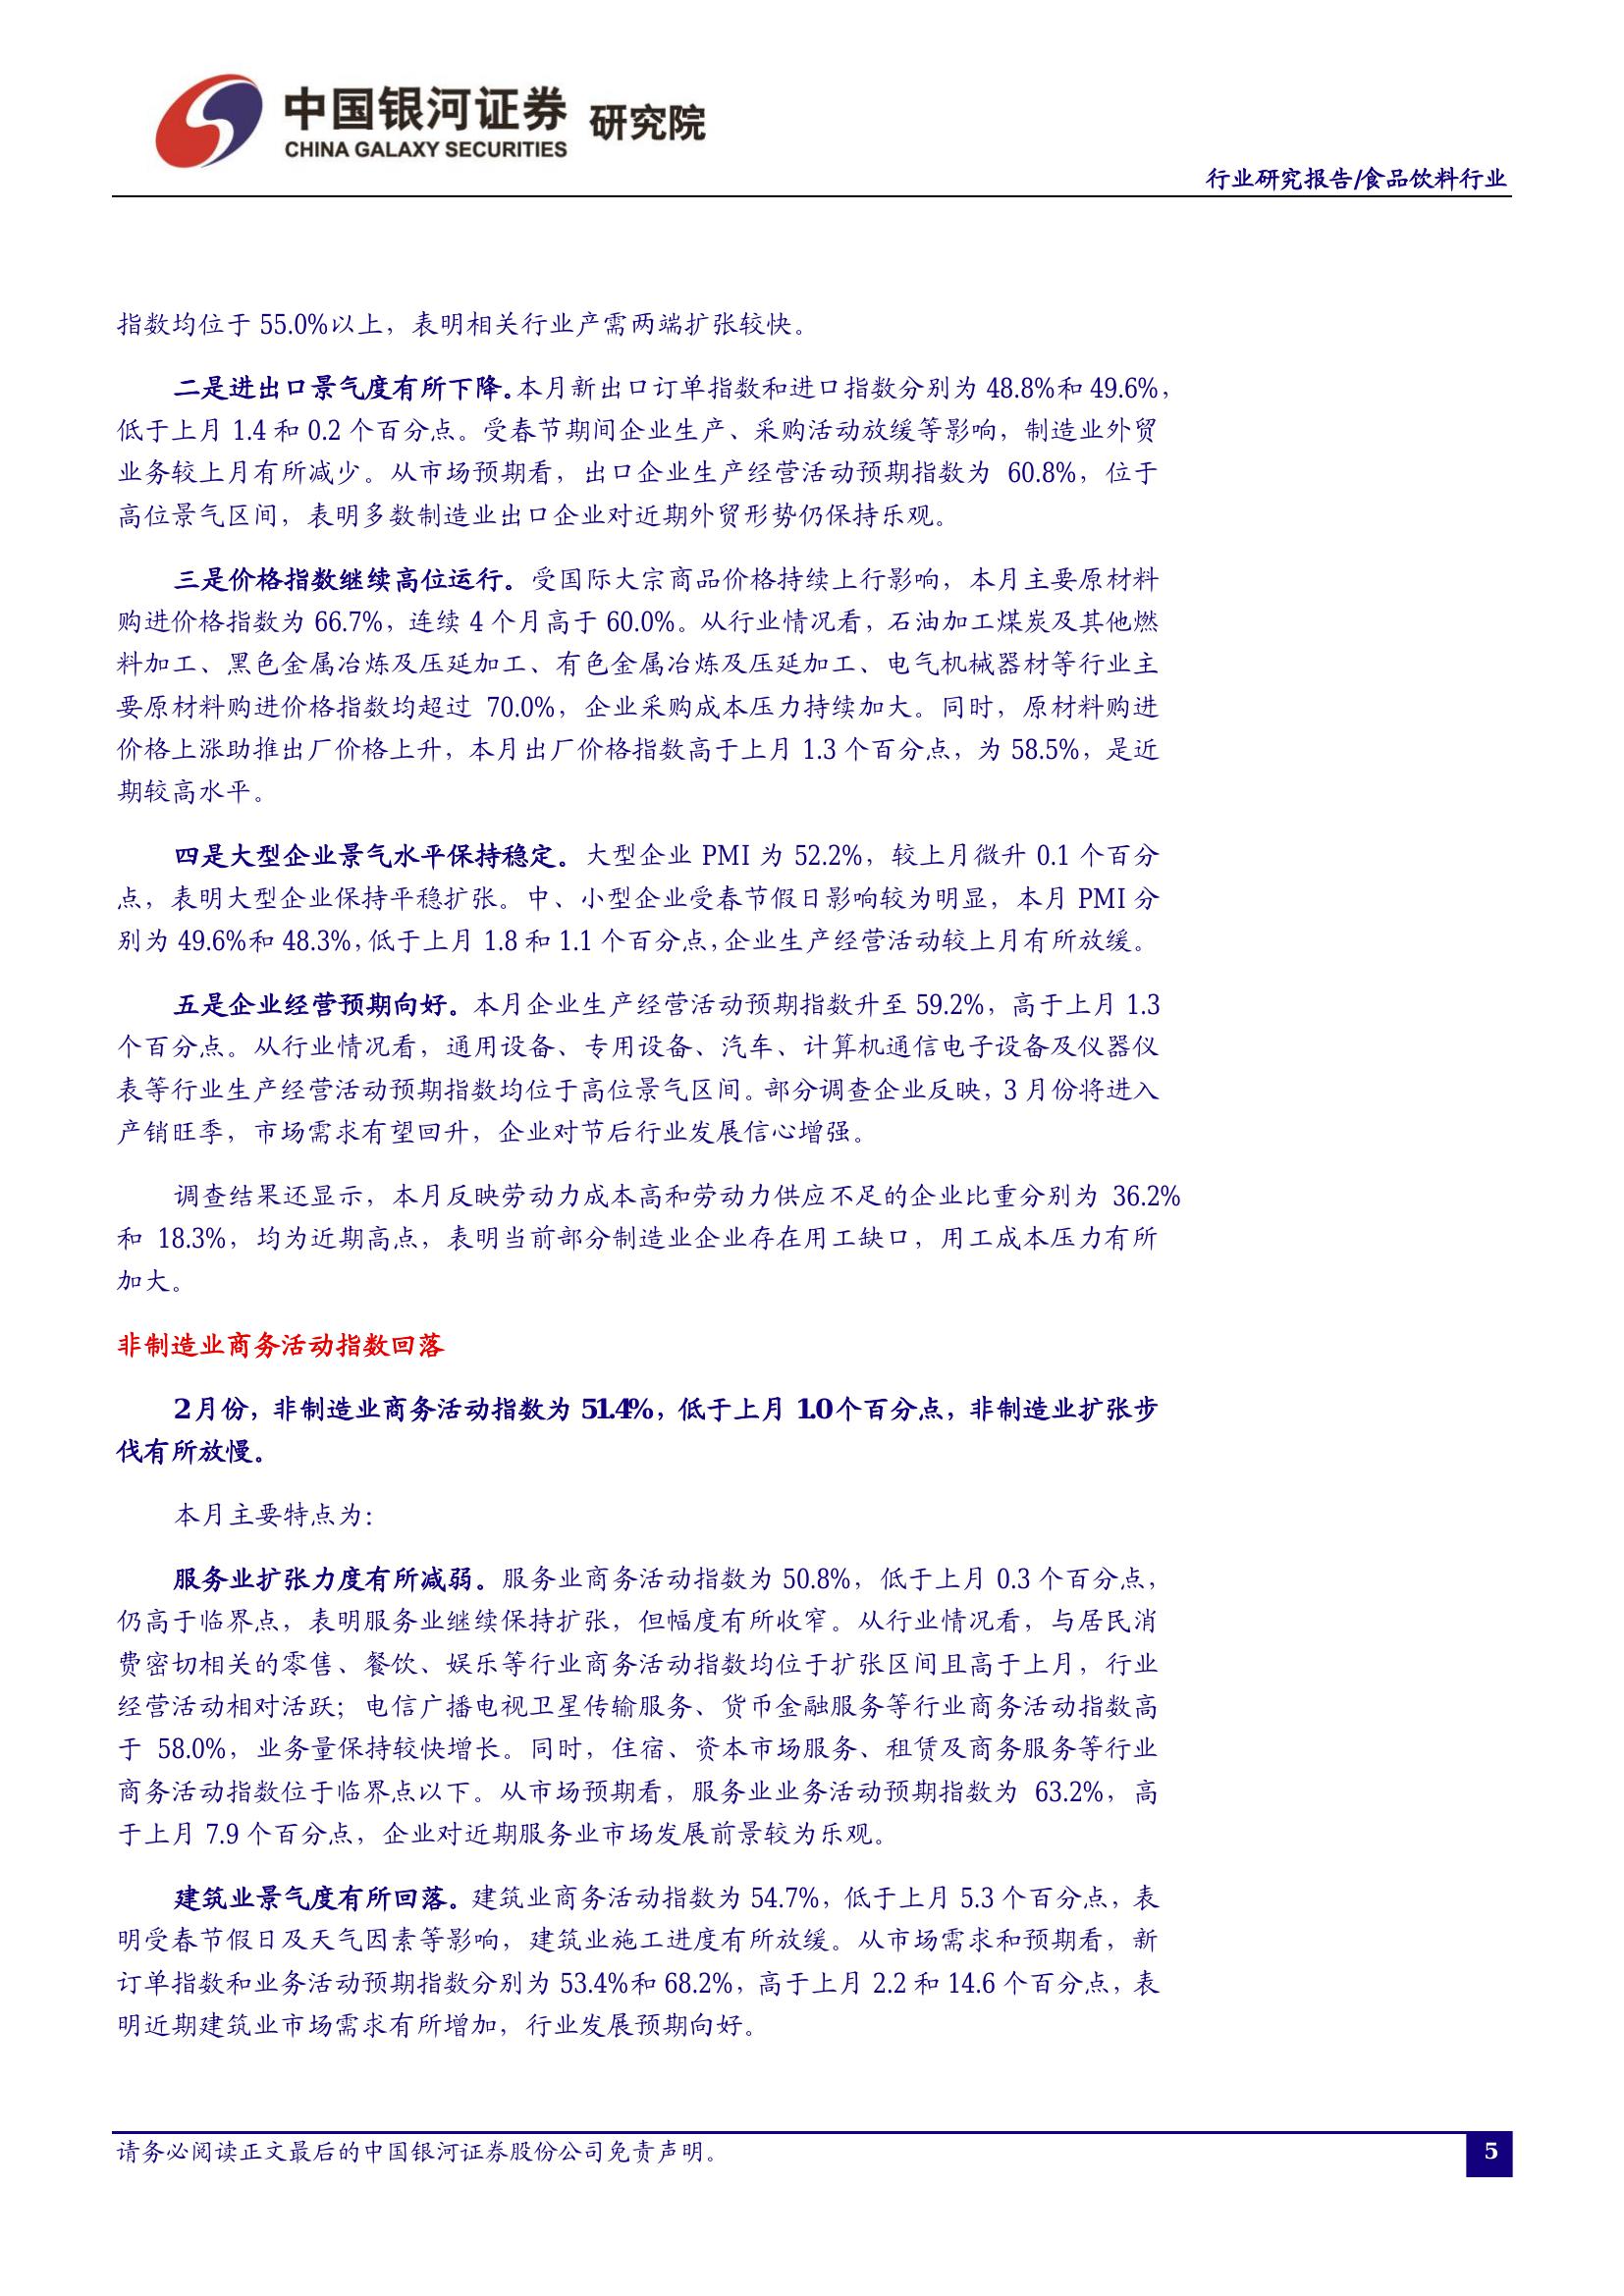 中国银河证券 研究院
CHINA GALAXY SECURITIES
行业研究报告/食品饮料行业
指数均位于 55.0%以上，表明相关行业产需两端扩张较快。
二是进出口景气度有所下降。本月新出口订单指数和进口指数分别为 48.8%和 49.6%，
低于上月 1.4 和 0.2 个百分点。受春节期间企业生产、采购活动放缓等影响，制造业外贸
业务较上月有所减少。从市场预期看，出口企业生产经营活动预期指数为 60.8%，位于
高位景气区间，表明多数制造业出口企业对近期外贸形势仍保持乐观。
三是价格指数继续高位运行。受国际大宗商品价格持续上行影响，本月主要原材料
购进价格指数为 66.7%，连续 4 个月高于 60.0%。从行业情况看，石油加工煤炭及其他燃
料加工、黑色金属冶炼及压延加工、有色金属冶炼及压延加工、电气机械器材等行业主
要原材料购进价格指数均超过 70.0%，企业采购成本压力持续加大。同时，原材料购进
价格上涨助推出厂价格上升，本月出厂价格指数高于上月 1.3 个百分点，为 58.5%，是近
期较高水平。
四是大型企业景气水平保持稳定。大型企业 PMI 为 52.2%，较上月微升 0.1 个百分
点，表明大型企业保持平稳扩张。中、小型企业受春节假日影响较为明显，本月 PMI 分
别为 49.6%和 48.3%，低于上月 1.8 和 1.1 个百分点，企业生产经营活动较上月有所放缓。
五是企业经营预期向好。本月企业生产经营活动预期指数升至 59.2%，高于上月 1.3
个百分点。从行业情况看，通用设备、专用设备、汽车、计算机通信电子设备及仪器仪
表等行业生产经营活动预期指数均位于高位景气区间。部分调查企业反映，3 月份将进入
产销旺季，市场需求有望回升，企业对节后行业发展信心增强。
调查结果还显示，本月反映劳动力成本高和劳动力供应不足的企业比重分别为 36.2%
和 18.3%，均为近期高点，表明当前部分制造业企业存在用工缺口，用工成本压力有所
加大。
非制造业商务活动指数回落
2月份，非制造业商务活动指数为 51.4%，低于上月 1.0个百分点，非制造业扩张步
伐有所放慢。
本月主要特点为：
服务业扩张力度有所减弱。服务业商务活动指数为 50.8%，低于上月 0.3 个百分点，
仍高于临界点，表明服务业继续保持扩张，但幅度有所收窄。从行业情况看，与居民消
费密切相关的零售、餐饮、娱乐等行业商务活动指数均位于扩张区间且高于上月，行业
经营活动相对活跃；电信广播电视卫星传输服务、货币金融服务等行业商务活动指数高
于 58.0%，业务量保持较快增长。同时，住宿、资本市场服务、租赁及商务服务等行业
商务活动指数位于临界点以下。从市场预期看，服务业业务活动预期指数为 63.2%，高
于上月 7.9 个百分点，企业对近期服务业市场发展前景较为乐观。
建筑业景气度有所回落。建筑业商务活动指数为 54.7%，低于上月 5.3 个百分点，表
明受春节假日及天气因素等影响，建筑业施工进度有所放缓。从市场需求和预期看，新
订单指数和业务活动预期指数分别为 53.4%和 68.2%，高于上月 2.2 和 14.6 个百分点，表
明近期建筑业市场需求有所增加，行业发展预期向好。
请务必阅读正文最后的中国银河证券股份公司免责声明。
5